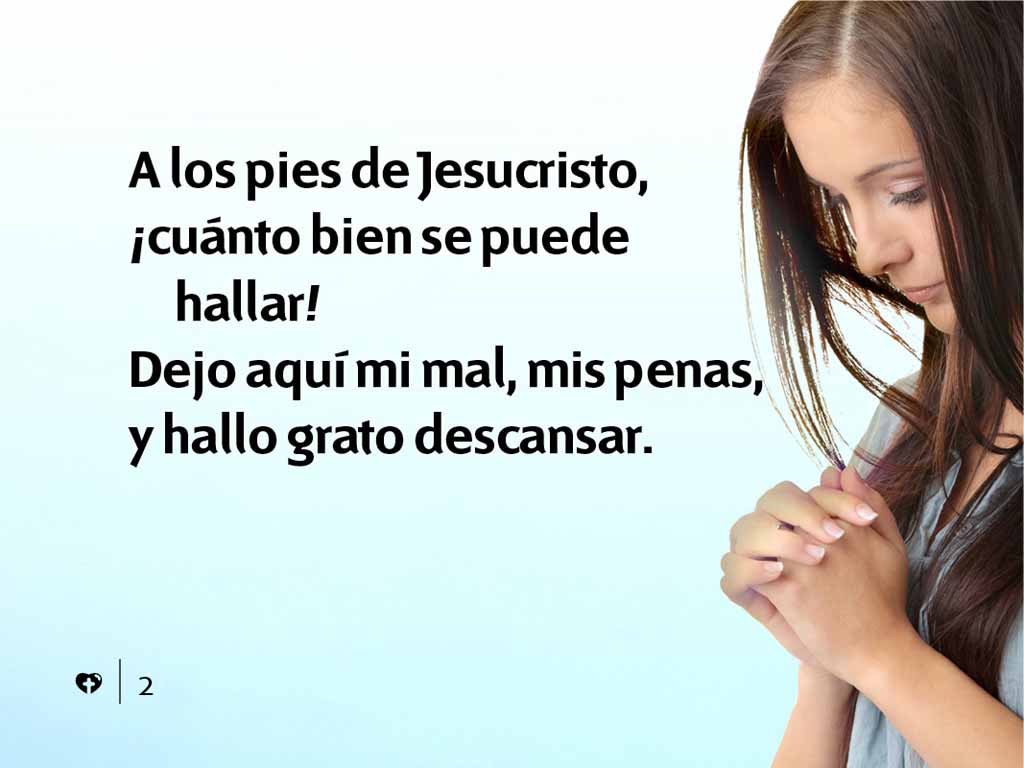 A los pies de Jesucristo,
¡cuánto bien se puede
hallar!
Dejo aquí mi mal, mis penas,
y hallo grato descansar.
2